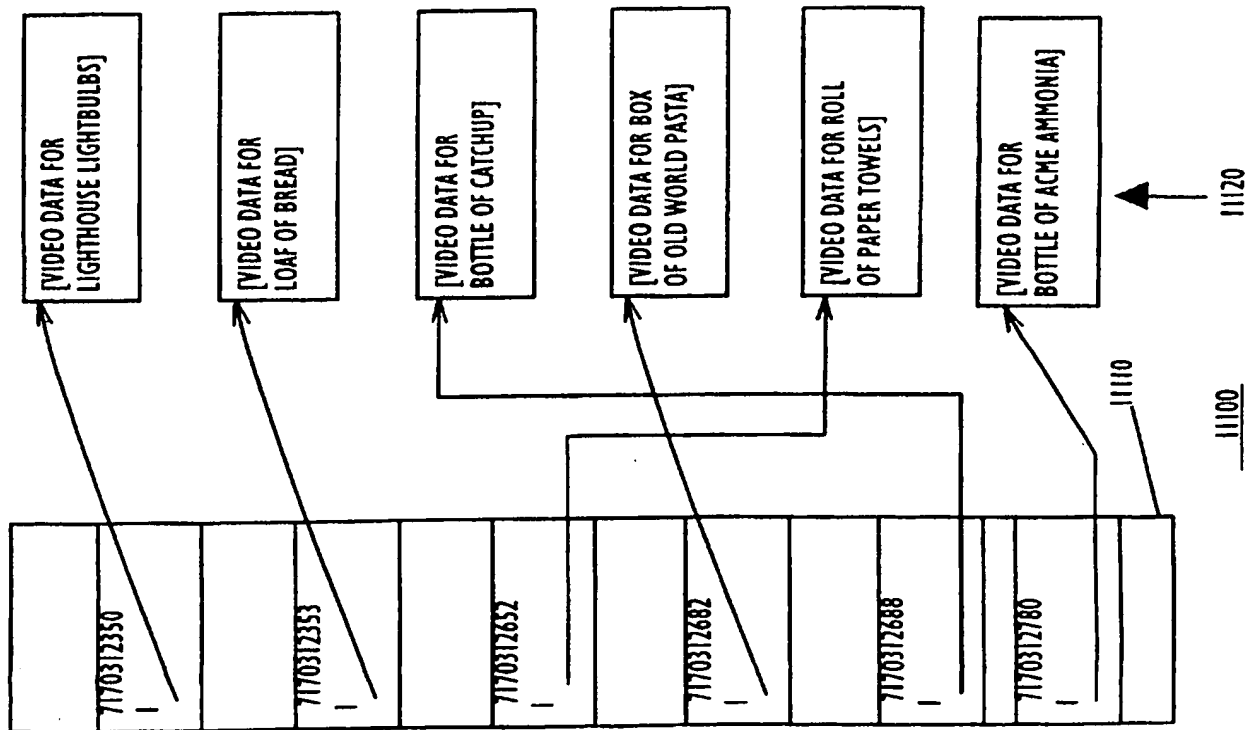 7170312350
7170312353
7170312652
7170312682
7170312688
7170312780
[VIDEO DATA FOR
LIGHTHOUSE LIGHTBULBS]
[VIDEO DATA FOR
LOAF OF BREAD]
[VIDEO DATA FOR
BOTTLE OF CATCHUP]
[VIDEO DATA FOR BOX
OF OLD WORLD PASTA]
[VIDEO DATA FOR ROLL
OF PAPER TOWELS]
[VIDEO DATA FOR
BOTTLE OF ACME AMMONIA]
11110
11120
11100